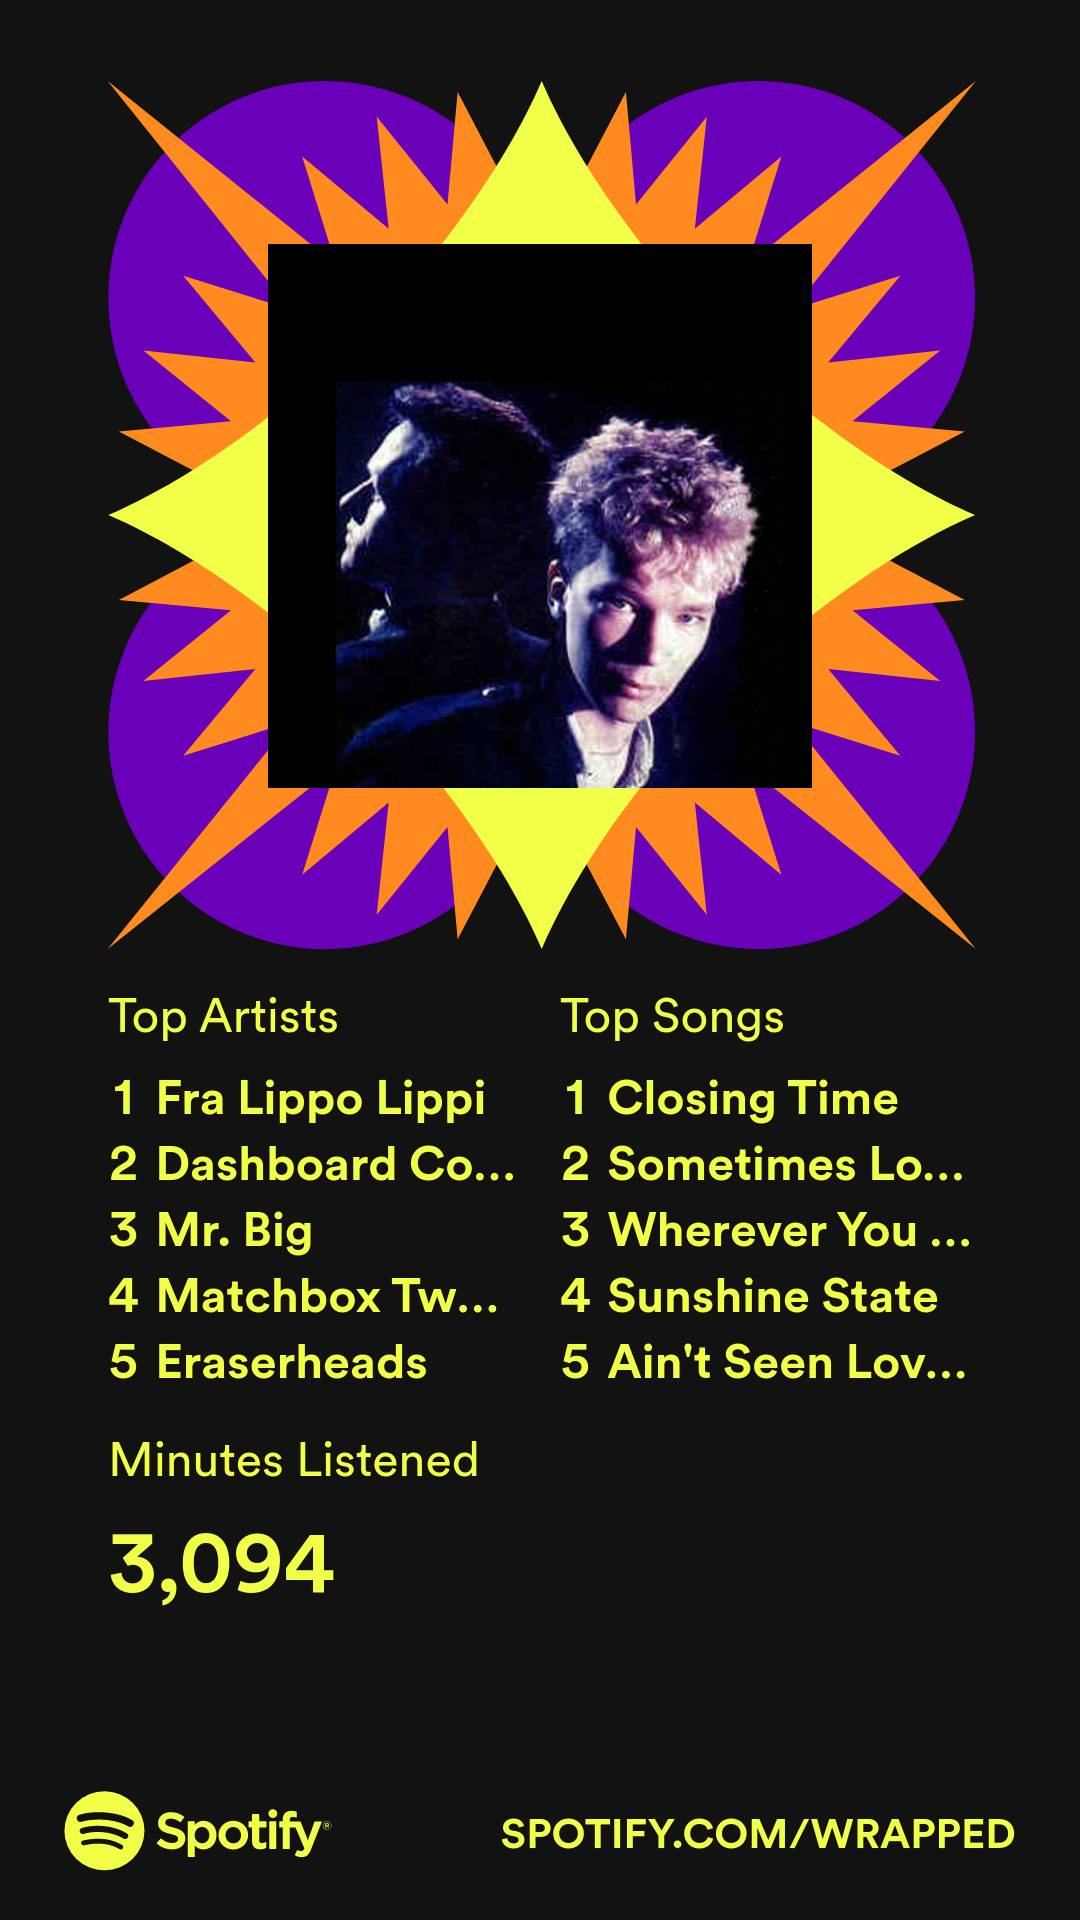 Top Artists
1 Fra Lippo Lippi
2 Dashboard Co...
3 Mr. Big
4 Matchbox Tw...
5 Eraserheads
Top Songs
1 Closing Time
2 Sometimes Lo...
3 Wherever You ...
4 Sunshine State
5 Ain't Seen Lov...
Minutes Listened
3,094
Spotify®
SPOTIFY.COM/WRAPPED